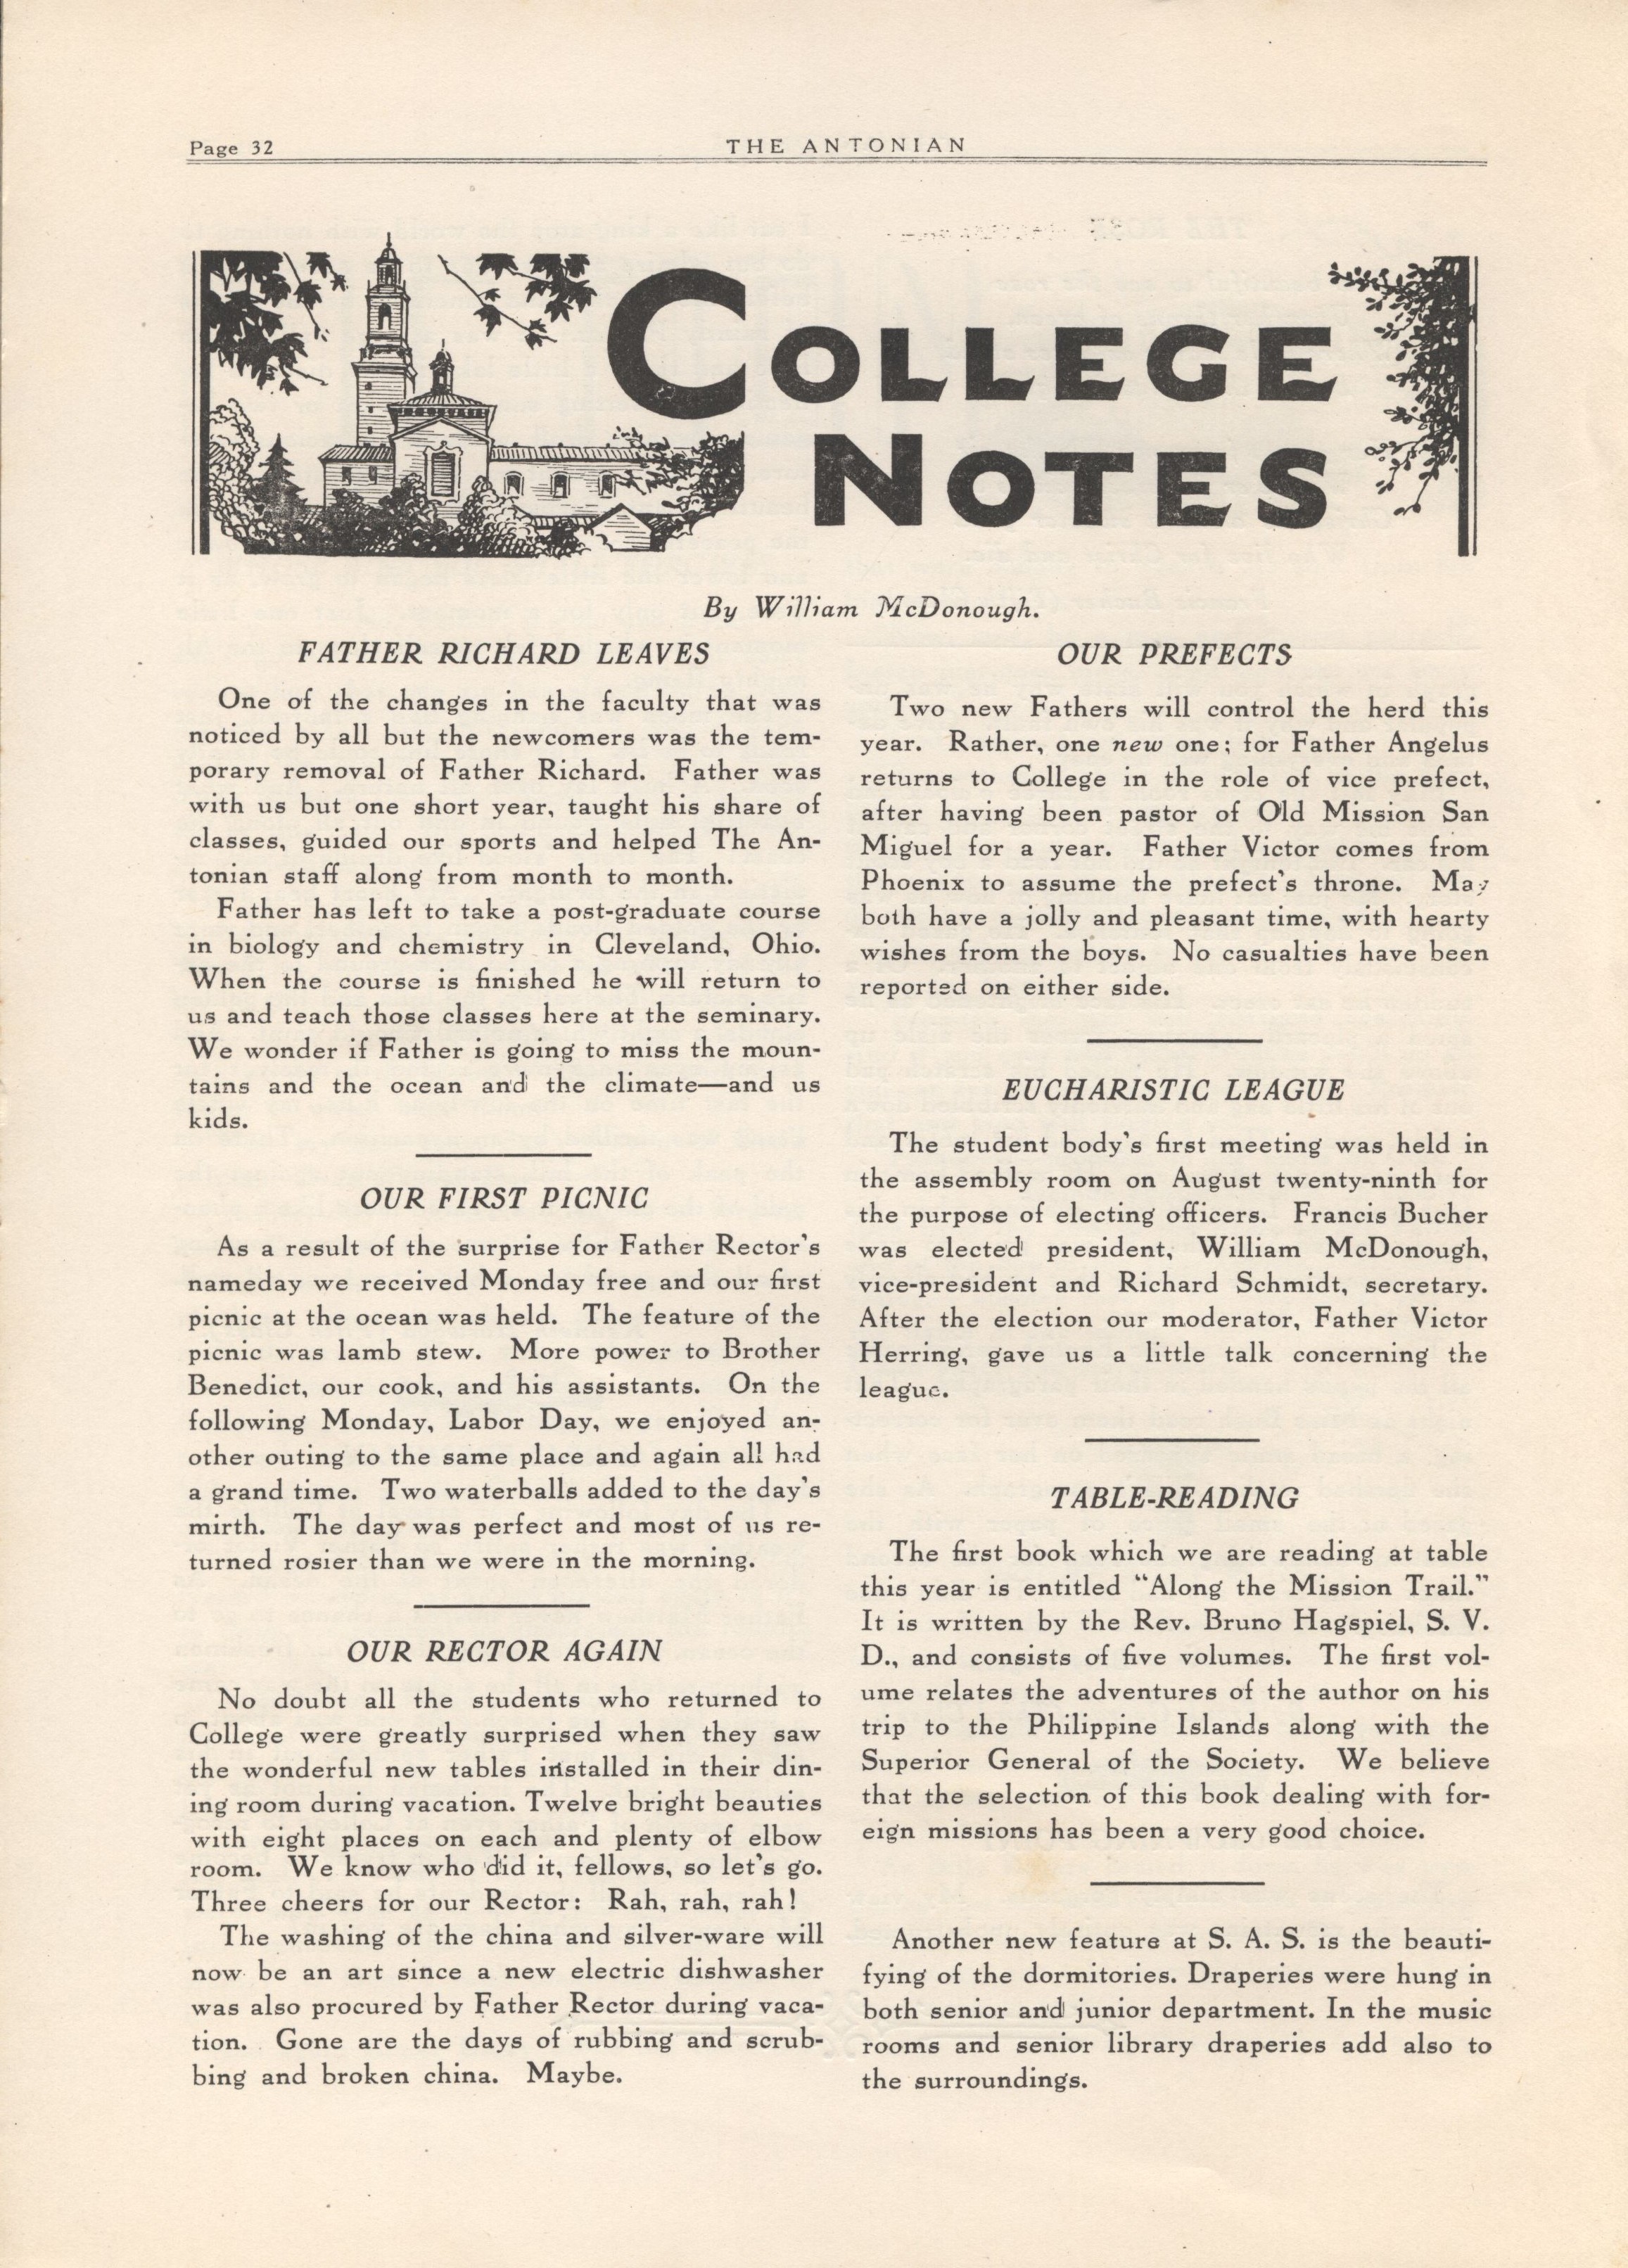 Page 32
THE ANTONIAN
COLLEGE
NOTES
By William McDonough.
FATHER RICHARD LEAVES
One of the changes in the faculty that was
noticed by all but the newcomers was the tem-
porary removal of Father Richard. Father was
with us but one short year, taught his share of
classes, guided our sports and helped The An-
tonian staff along from month to month.
Father has left to take a post-graduate course
in biology and chemistry in Cleveland, Ohio.
When the course is finished he will return to
us and teach those classes here at the seminary.
We wonder if Father is going to miss the moun-
tains and the ocean and the climate—and us
kids.
OUR FIRST PICNIC
As a result of the surprise for Father Rector's
nameday we received Monday free and our first
picnic at the ocean was held. The feature of the
picnic was lamb stew. More power to Brother
Benedict, our cook, and his assistants. On the
following Monday, Labor Day, we enjoyed an-
other outing to the same place and again all had
a grand time. Two waterballs added to the day's
mirth. The day was perfect and most of us re-
turned rosier than we were in the morning.
OUR RECTOR AGAIN
No doubt all the students who returned to
College were greatly surprised when they saw
the wonderful new tables installed in their din-
ing room during vacation. Twelve bright beauties
with eight places on each and plenty of elbow
room. We know who did it, fellows, so let's go.
Three cheers for our Rector: Rah, rah, rah!
The washing of the china and silver-ware will
now be an art since a new electric dishwasher
was also procured by Father Rector during vaca-
tion. Gone are the days of rubbing and scrub-
bing and broken china. Maybe.
OUR PREFECTS
Two new Fathers will control the herd this
year. Rather, one new one; for Father Angelus
returns to College in the role of vice prefect,
after having been pastor of Old Mission San
Miguel for a year. Father Victor comes from
Phoenix to assume the prefect's throne. May
both have a jolly and pleasant time, with hearty
wishes from the boys. No casualties have been
reported on either side.
EUCHARISTIC LEAGUE
The student body's first meeting was held in
the assembly room on August twenty-ninth for
the purpose of electing officers. Francis Bucher
was elected president, William McDonough,
vice-president and Richard Schmidt, secretary.
After the election our moderator, Father Victor
Herring, gave us a little talk concerning the
league.
TABLE-READING
The first book which we are reading at table
this year is entitled "Along the Mission Trail."
It is written by the Rev. Bruno Hagspiel, S. V.
D., and consists of five volumes. The first vol-
ume relates the adventures of the author on his
trip to the Philippine Islands along with the
Superior General of the Society. We believe
that the selection of this book dealing with for-
eign missions has been a very good choice.
Another new feature at S. A. S. is the beauti-
fying of the dormitories. Draperies were hung in
both senior and junior department. In the music
rooms and senior library draperies add also to
the surroundings.